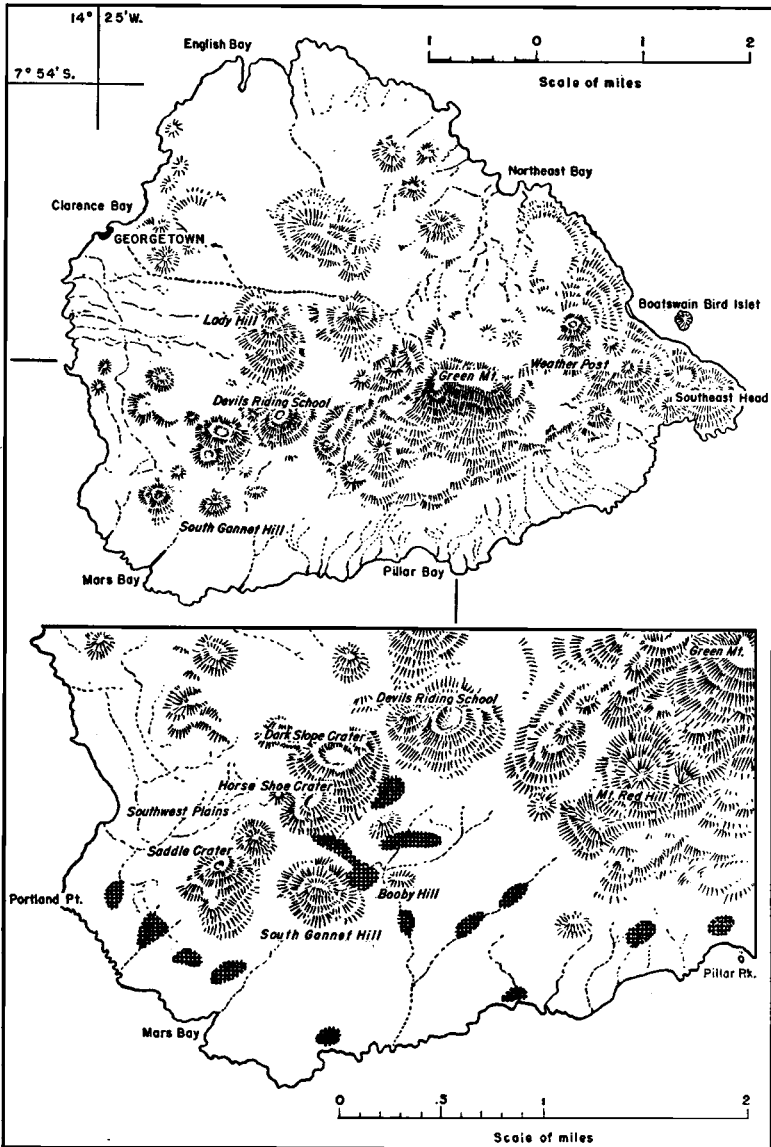 14° 25'W.
English Bay
1 0 1 2
Scale of miles
7° 54' S.
Northeast Bay
Clarence Bay
GEORGETOWN
Boatswain Bird Islet
Lady Hill
Weather Post
Green Mt.
Southeast Head
Devils Riding School
South Gannet Hill
Mars Bay
Pillar Bay
Green Mt.
Devils Riding School
Dark Slope Crater
Horse Shoe Crater
Mt. Red Hill
Southwest Plains
Saddle Crater
Portland Pt.
Booby Hill
South Gannet Hill
Pillar Rk.
Mars Bay
0 .5 1 2
Scale of miles